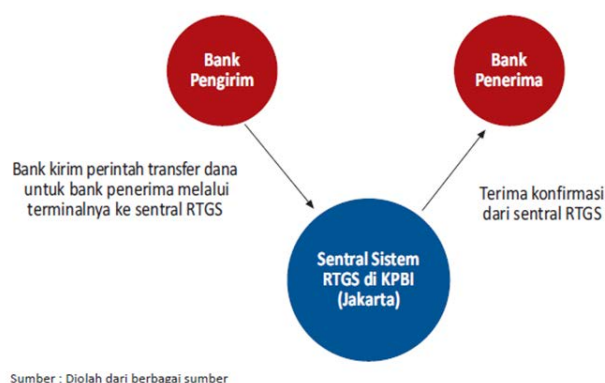 Bank
Pengirim
Bank
Penerima
Bank kirim perintah transfer dana
untuk bank penerima melalui
terminalnya ke sentral RTGS
Terima konfirmasi
dari sentral RTGS
Sentral Sistem
RTGS di KPBI
(Jakarta)
Sumber : Diolah dari berbagai sumber